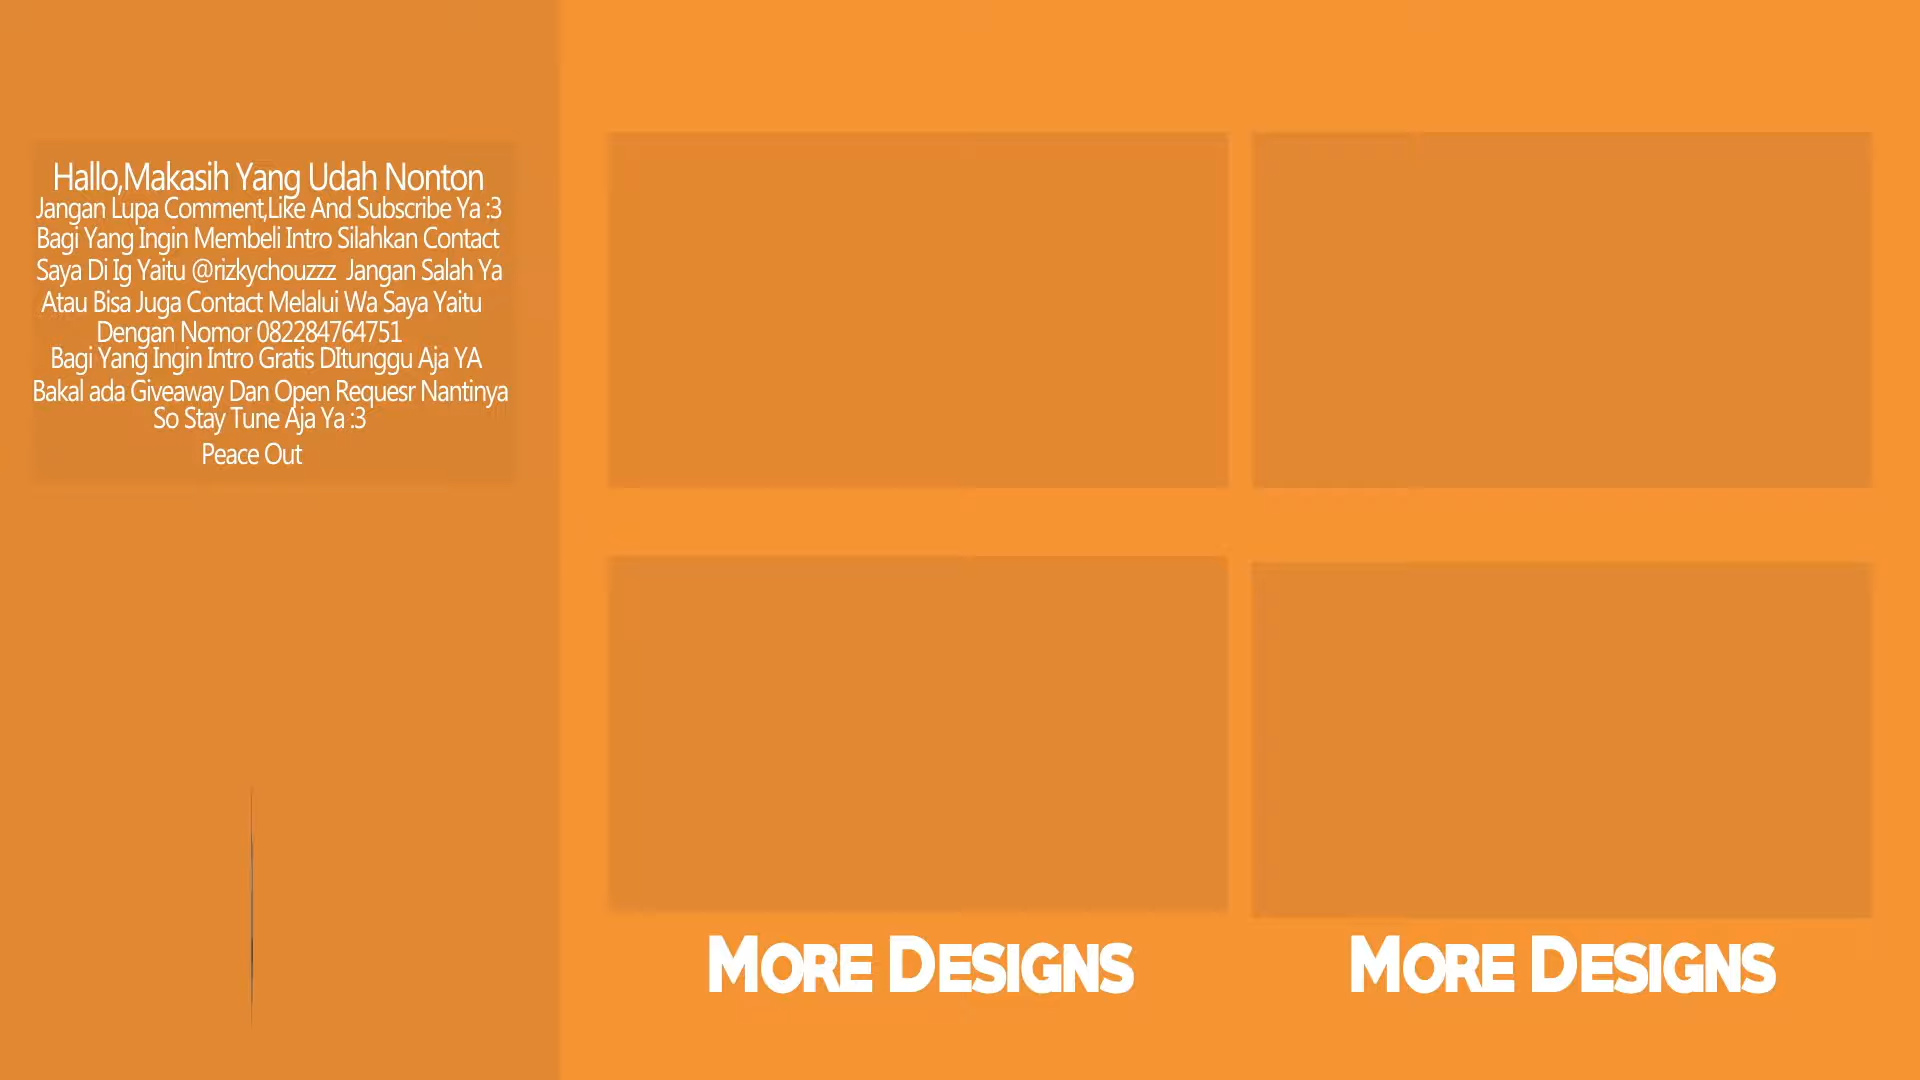 Hallo,Makasih Yang Udah Nonton
Jangan Lupa Comment,Like And Subscribe Ya :3
Bagi Yang Ingin Membeli Intro Silahkan Contact
Saya Di Ig Yaitu @rizkychouzzz Jangan Salah Ya
Atau Bisa Juga Contact Melalui Wa Saya Yaitu
Dengan Nomor 082284764751
Bagi Yang Ingin Intro Gratis DItunggu Aja YA
Bakal ada Giveaway Dan Open Requesr Nantinya
So Stay Tune Aja Ya :3
Peace Out
More Designs
More Designs